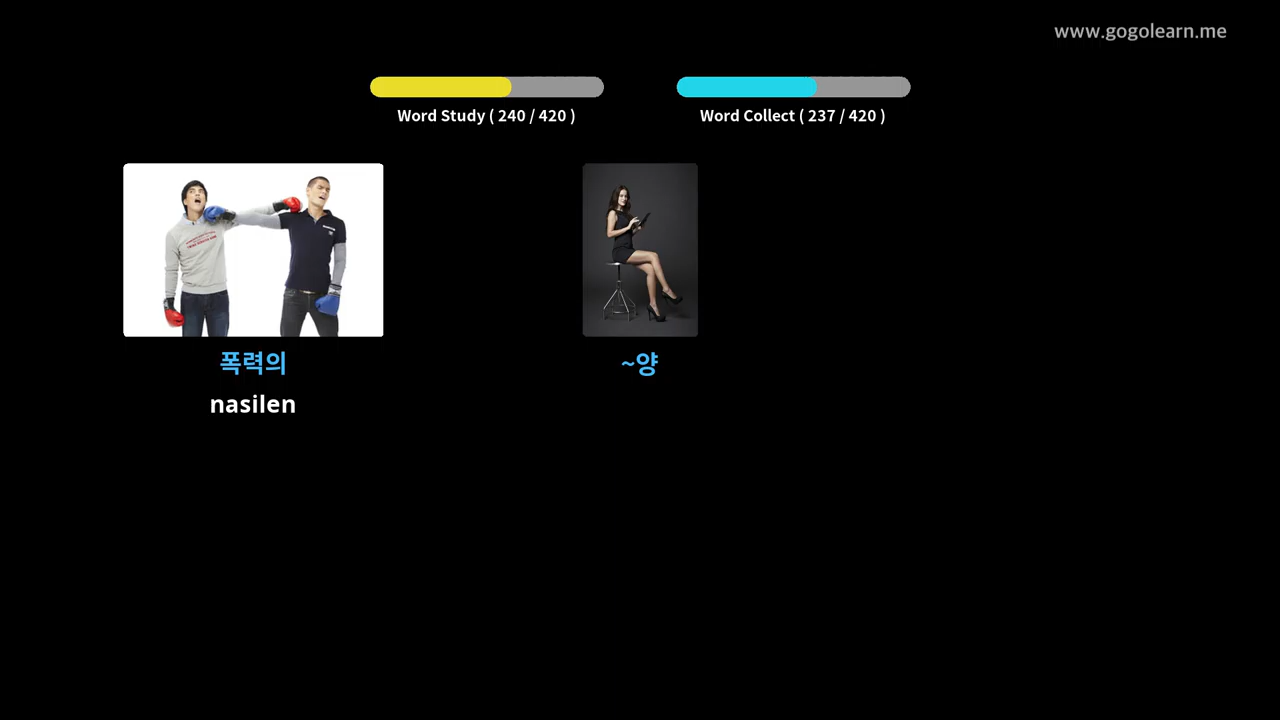 www.gogolearn.me
Word Study ( 240 / 420 )
Word Collect ( 237 / 420 )
폭력의
nasilen
~양